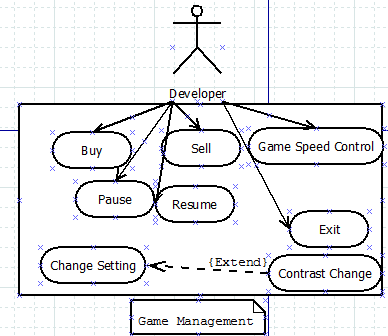 Developer
Buy
Sell
Game Speed Control
Pause
Resume
Exit
{Extend}
Change Setting
Contrast Change
Game Management